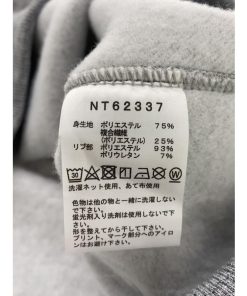 NT62337
身生地 ポリエステル 75%
複合繊維
(ポリエステル) 25%
リブ部 ポリエステル 93%
ポリウレタン 7%
30
洗濯ネット使用、あて布使用
色物は他の物と一緒に洗濯しない
で下さい。
蛍光剤入り洗剤は使用しないで下
さい。
形を整えてから干して下さい。
プリント、マーク部分へのアイロ
ンはお避け下さい。